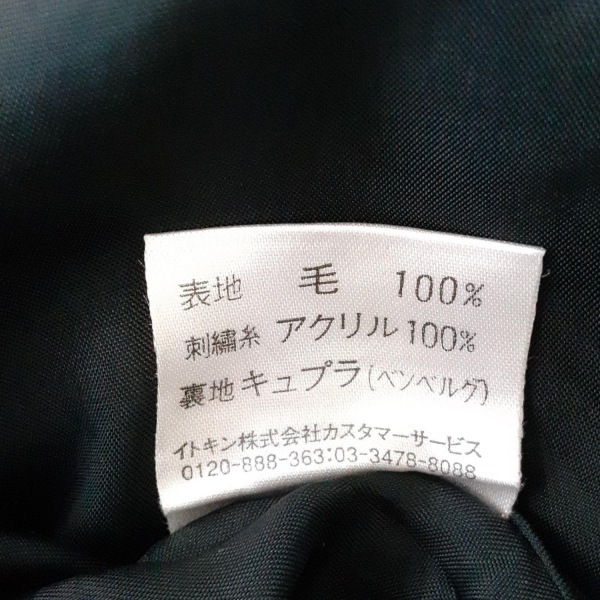 表地 毛 100%
刺繍糸 アクリル 100%
裏地 キュプラ(ベンベルグ)
イトキン株式会社カスタマーサービス
0120-888-363:03-3478-8088